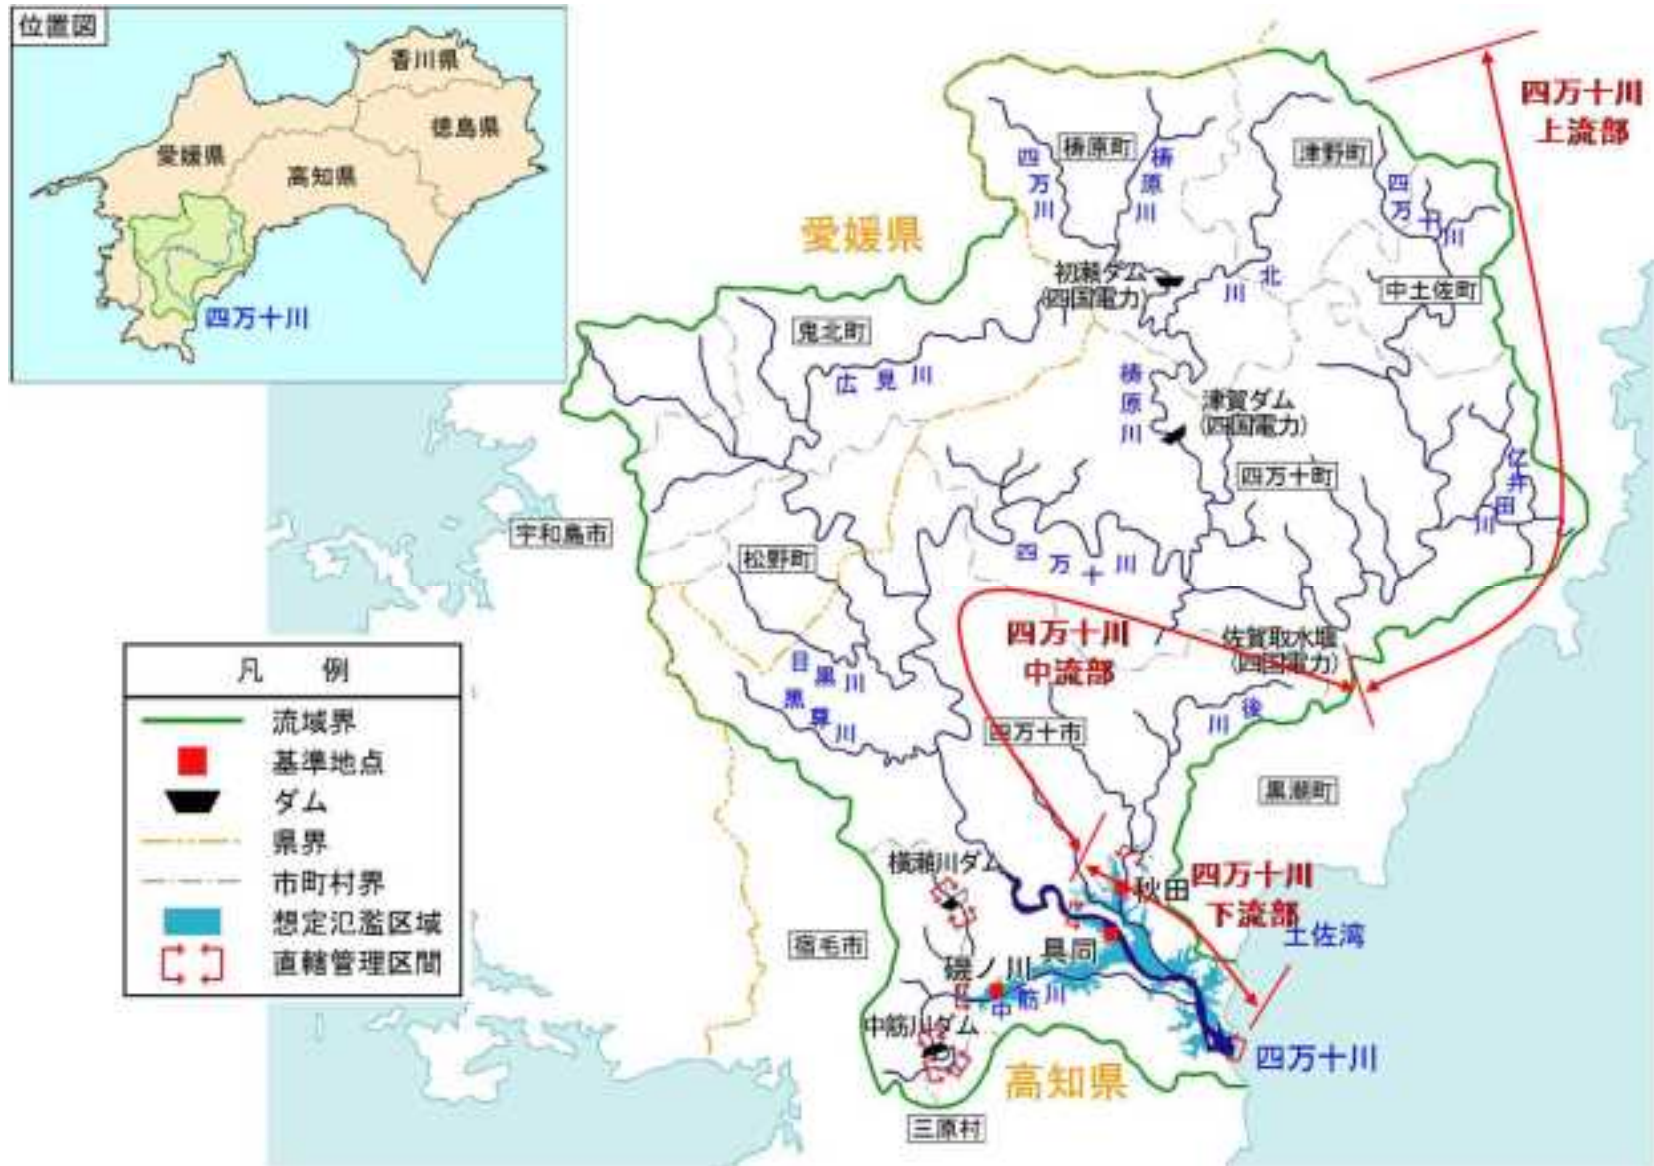 位置図
香川県
徳島県
愛媛県
高知県
四万十川
四万十川
上流部
梼原町
津野町
四万川
梼原川
四万十川
愛媛県
初瀬ダム
(四国電力)
北川
中土佐町
鬼北町
広見川
梼原川
津賀ダム
(四国電力)
四万十町
仁井田川
宇和島市
松野町
四万十川
四万十川
中流部
佐賀取水堰
(四国電力)
目黒川
黒尊川
後川
四万十市
黒潮町
凡 例
流域界
基準地点
ダム
県界
市町村界
想定氾濫区域
直轄管理区間
横瀬川ダム
秋田
四万十川
下流部
土佐湾
宿毛市
具同
磯ノ川
中筋川
中筋川ダム
四万十川
高知県
三原村